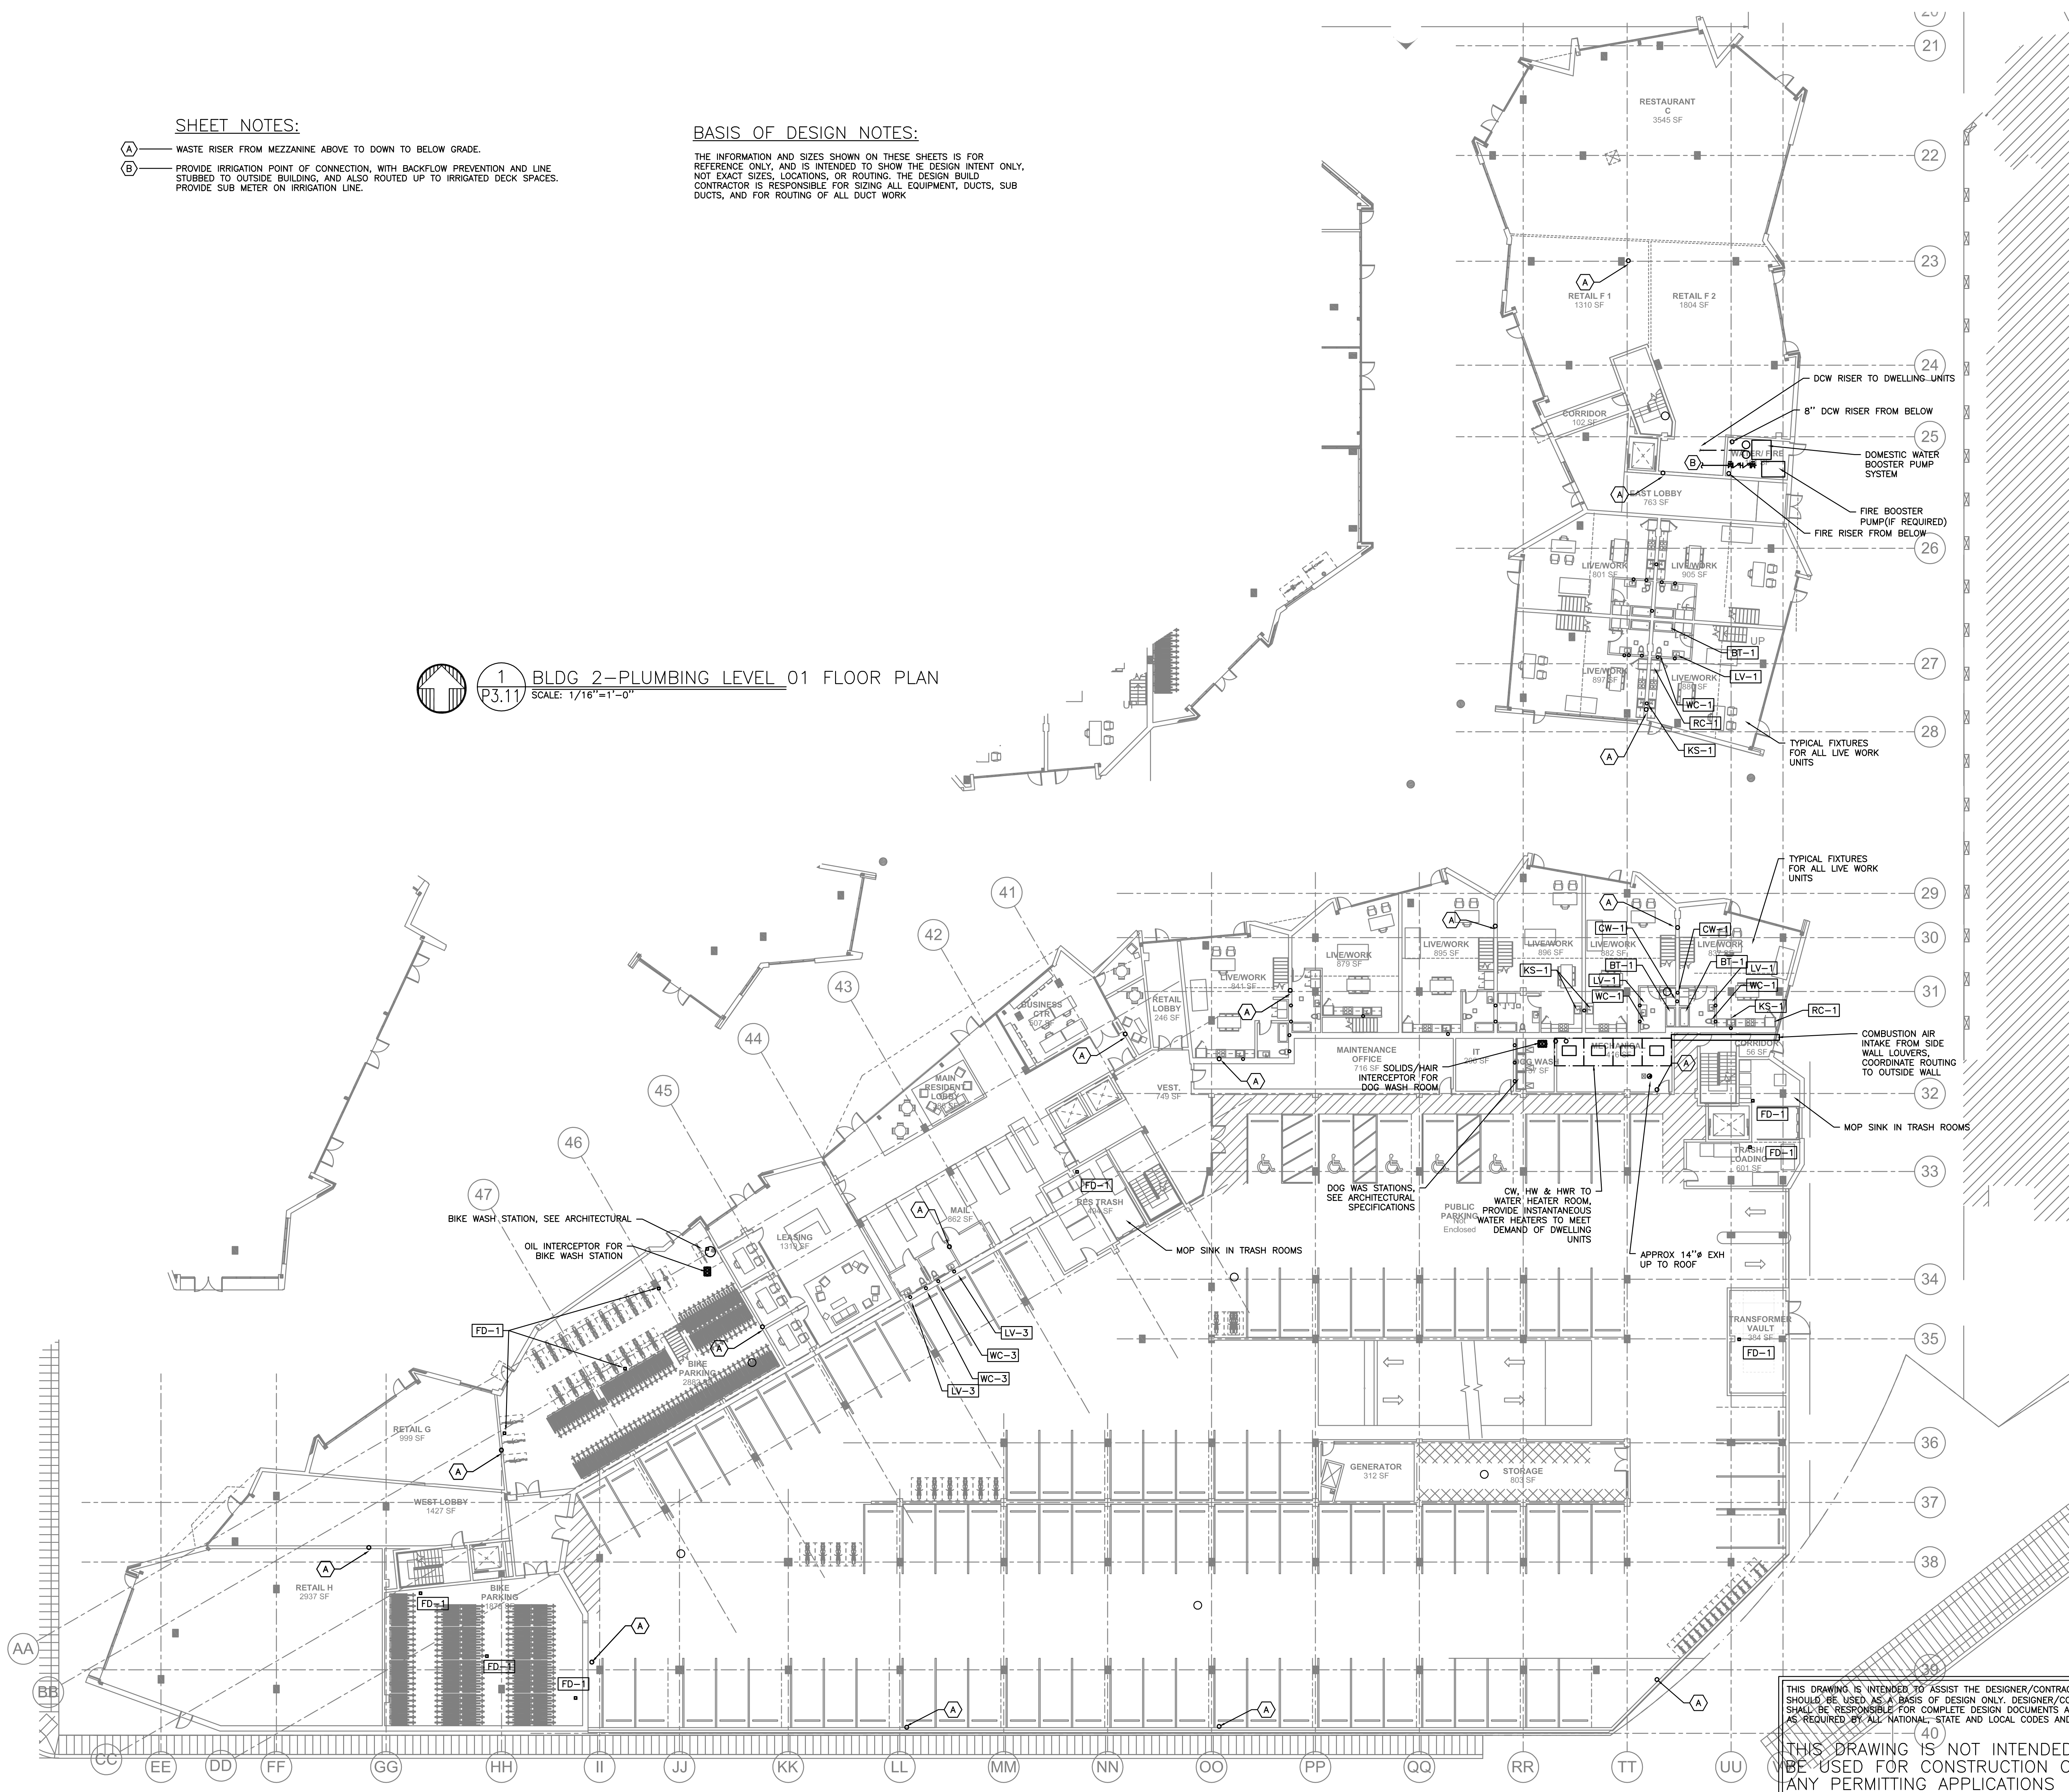 SHEET NOTES:
A WASTE RISER FROM MEZZANINE ABOVE TO DOWN TO BELOW GRADE.
B PROVIDE IRRIGATION POINT OF CONNECTION, WITH BACKFLOW PREVENTION AND LINE
STUBBED TO OUTSIDE BUILDING, AND ALSO ROUTED UP TO IRRIGATED DECK SPACES.
PROVIDE SUB METER ON IRRIGATION LINE.
BASIS OF DESIGN NOTES:
THE INFORMATION AND SIZES SHOWN ON THESE SHEETS IS FOR
REFERENCE ONLY, AND IS INTENDED TO SHOW THE DESIGN INTENT ONLY,
NOT EXACT SIZES, LOCATIONS, OR ROUTING. THE DESIGN BUILD
CONTRACTOR IS RESPONSIBLE FOR SIZING ALL EQUIPMENT, DUCTS, SUB
DUCTS, AND FOR ROUTING OF ALL DUCT WORK
1
P3.11
BLDG 2-PLUMBING LEVEL 01 FLOOR PLAN
SCALE: 1/16"=1'-0"
21
RESTAURANT
C
3545 SF
22
23
A
RETAIL F 1
1310 SF
RETAIL F 2
1804 SF
24
DCW RISER TO DWELLING UNITS
8" DCW RISER FROM BELOW
CORRIDOR
102 SF
25
WATER/ FIRE
DOMESTIC WATER
BOOSTER PUMP
SYSTEM
B
A
EAST LOBBY
763 SF
FIRE BOOSTER
PUMP(IF REQUIRED)
FIRE RISER FROM BELOW
26
LIVE/WORK
801 SF
LIVE/WORK
905 SF
UP
BT-1
27
LIVE/WORK
897 SF
LIVE/WORK
886 SF
LV-1
WC-1
RC-1
KS-1
A
28
TYPICAL FIXTURES
FOR ALL LIVE WORK
UNITS
UP
TYPICAL FIXTURES
FOR ALL LIVE WORK
UNITS
29
A
A
30
CW-1
CW-1
LIVE/WORK
841 SF
LIVE/WORK
879 SF
LIVE/WORK
895 SF
LIVE/WORK
896 SF
LIVE/WORK
882 SF
LIVE/WORK
KS-1
BT-1
BT-1
LV-1
LV-1
WC-1
WC-1
KS-1
RC-1
31
41
42
43
44
45
46
47
BUSINESS
CTR
507 SF
RETAIL
LOBBY
246 SF
A
A
A
MAINTENANCE
OFFICE
716 SF
IT
DOG WASH
MECHANICAL
CORRIDOR
56 SF
A
COMBUSTION AIR
INTAKE FROM SIDE
WALL LOUVERS,
COORDINATE ROUTING
TO OUTSIDE WALL
SOLIDS/HAIR
INTERCEPTOR FOR
DOG WASH ROOM
MAIN
RESIDENT
LOBBY
VEST.
749 SF
32
FD-1
MOP SINK IN TRASH ROOMS
FD-1
TRASH/
LOADING
601 SF
33
DOG WAS STATIONS,
SEE ARCHITECTURAL
SPECIFICATIONS
PUBLIC
PARKING
Not
Enclosed
CW, HW & HWR TO
WATER HEATER ROOM,
PROVIDE INSTANTANEOUS
WATER HEATERS TO MEET
DEMAND OF DWELLING
UNITS
APPROX 14"ø EXH
UP TO ROOF
FD-1
RES TRASH
MOP SINK IN TRASH ROOMS
A
MAIL
862 SF
BIKE WASH STATION, SEE ARCHITECTURAL
OIL INTERCEPTOR FOR
BIKE WASH STATION
LEASING
1319 SF
34
FD-1
A
LV-3
WC-3
WC-3
LV-3
BIKE
PARKING
TRANSFORMER
VAULT
384 SF
FD-1
35
RETAIL G
999 SF
A
36
GENERATOR
312 SF
STORAGE
803 SF
WEST LOBBY
1427 SF
37
38
A
RETAIL H
2937 SF
BIKE
PARKING
FD-1
FD-1
FD-1
A
A
A
A
39
40
AA
BB
CC
EE
DD
FF
GG
HH
II
JJ
KK
LL
MM
NN
OO
PP
QQ
RR
TT
UU
THIS DRAWING IS INTENDED TO ASSIST THE DESIGNER/CONTRAC
SHOULD BE USED AS A BASIS OF DESIGN ONLY. DESIGNER/CO
SHALL BE RESPONSIBLE FOR COMPLETE DESIGN DOCUMENTS A
AS REQUIRED BY ALL NATIONAL, STATE AND LOCAL CODES AND
THIS DRAWING IS NOT INTENDED
BE USED FOR CONSTRUCTION O
ANY PERMITTING APPLICATIONS